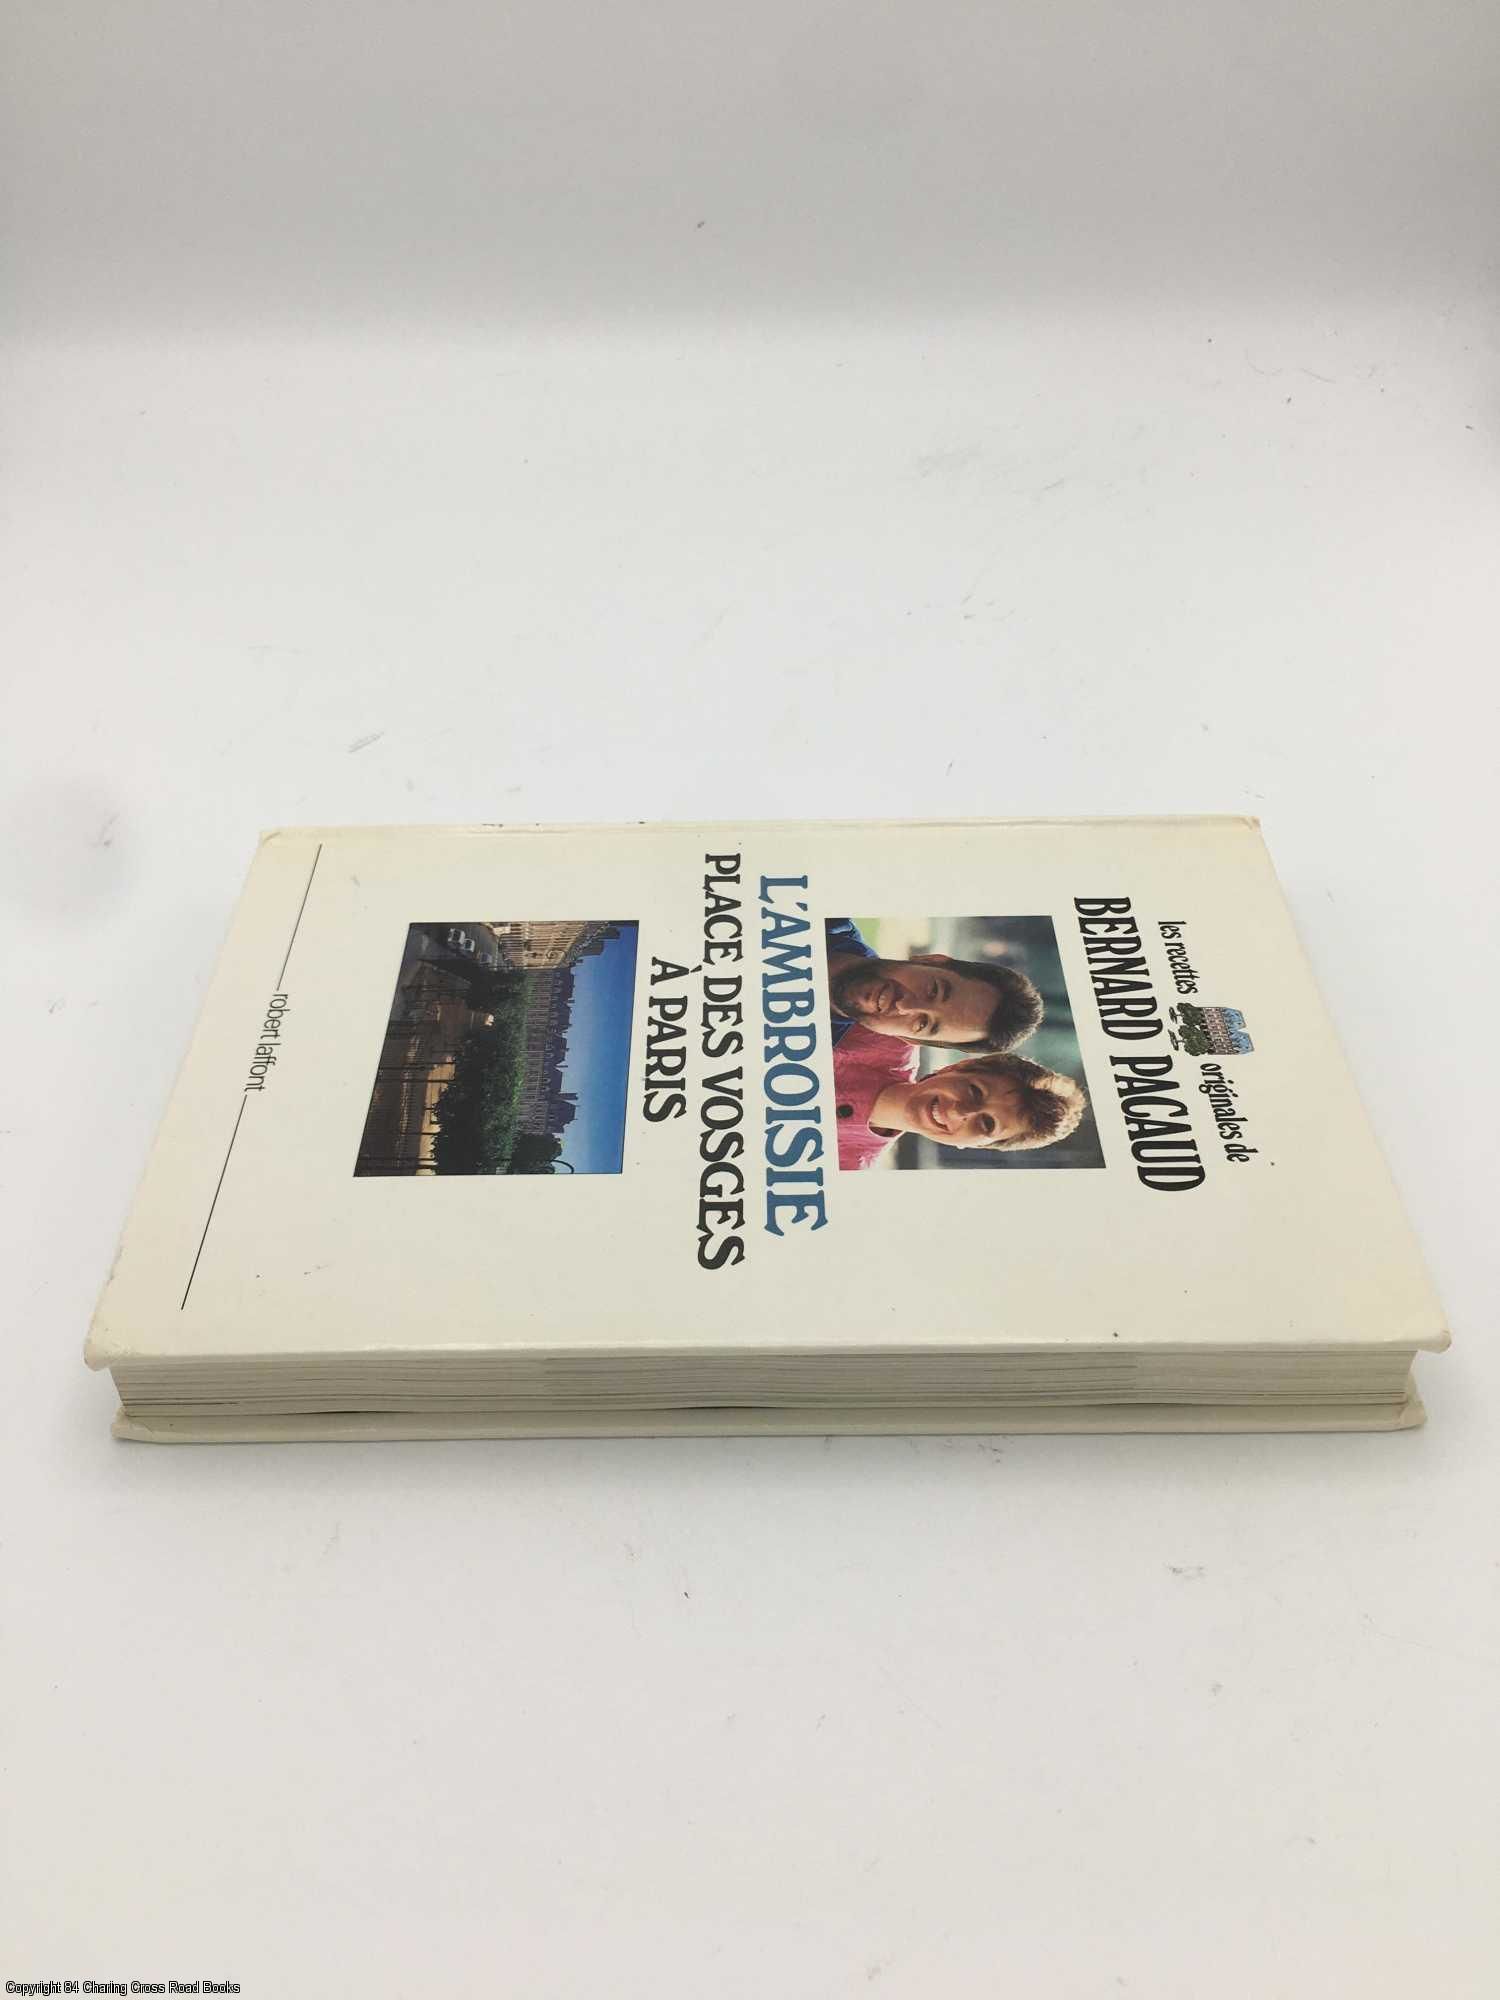 les recettes originales de
BERNARD PACAUD
L'AMBROISIE
PLACE DES VOSGES
À PARIS
robert laffont
Copyright 84 Charing Cross Road Books